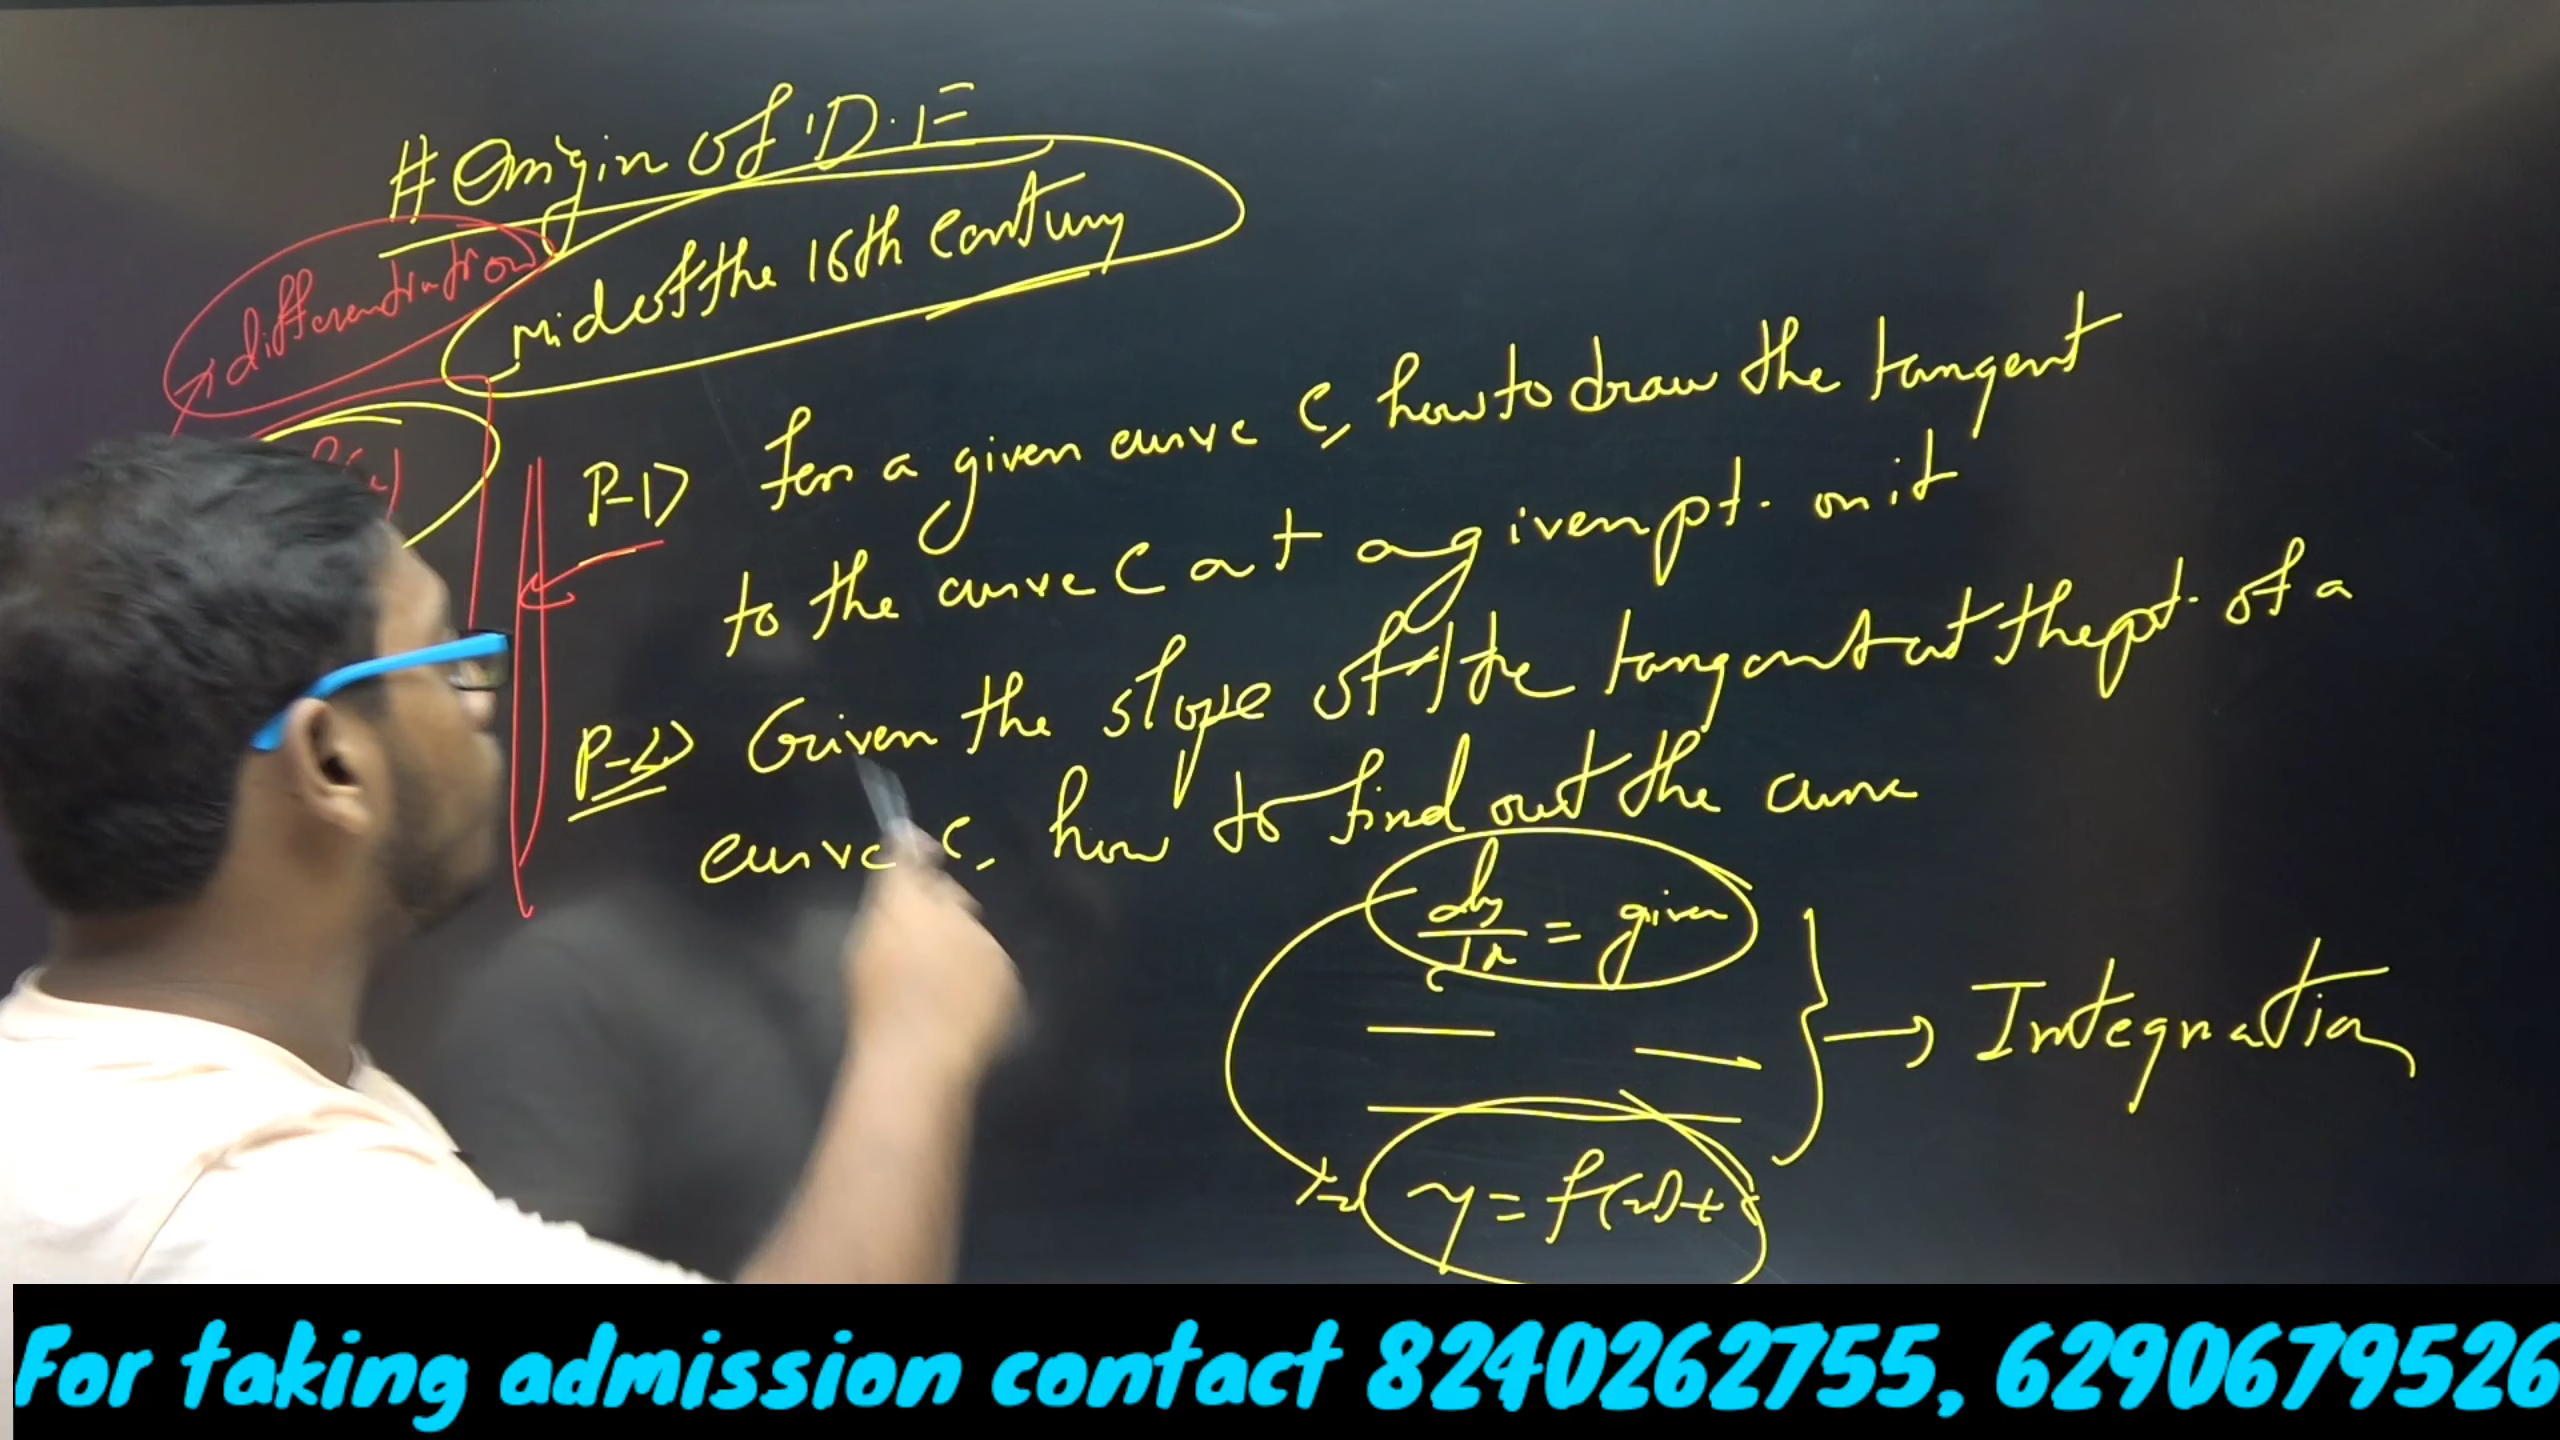 # Origin of D.E
mid of the 16th Century
differentiation
P-1> For a given curve C, how to draw the tangent
to the curve C at a given pt. on it
P-2> Given the slope of the tangent at the pt. of a
curve C, how to find out the curve
dy/dx = given
→ Integration
y = f(x) + c
For taking admission contact 8240262755, 6290679526